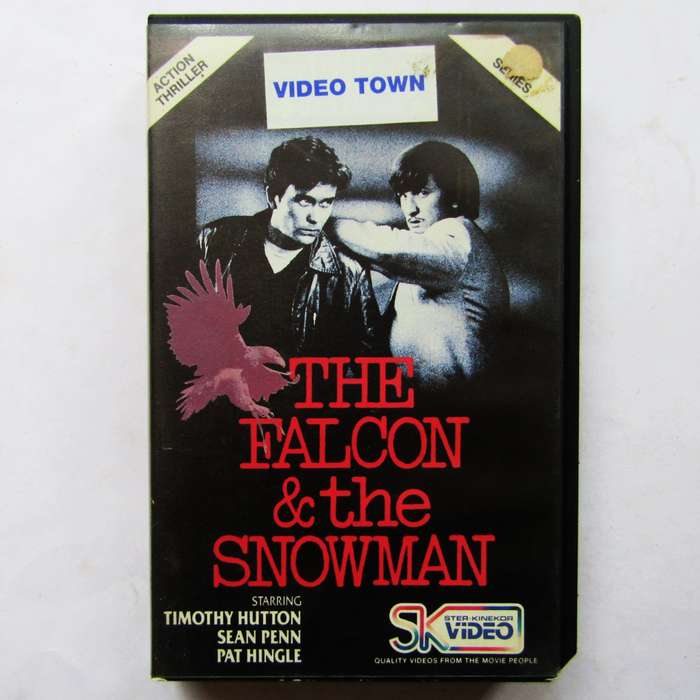 ACTION
THRILLER
VIDEO TOWN
SERIES
THE
FALCON
& the
SNOWMAN
STARRING
TIMOTHY HUTTON
SEAN PENN
PAT HINGLE
SK
STER·KINEKOR
VIDEO
QUALITY VIDEOS FROM THE MOVIE PEOPLE